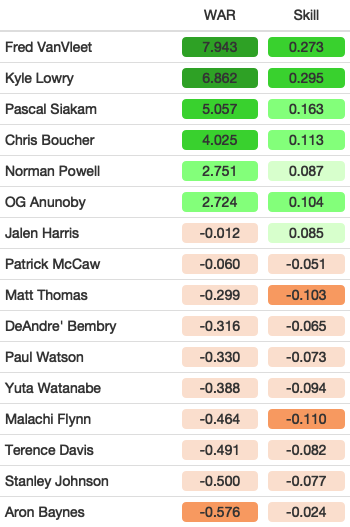 WAR Skill
Fred VanVleet 7.943 0.273
Kyle Lowry 6.862 0.295
Pascal Siakam 5.057 0.163
Chris Boucher 4.025 0.113
Norman Powell 2.751 0.087
OG Anunoby 2.724 0.104
Jalen Harris -0.012 0.085
Patrick McCaw -0.060 -0.051
Matt Thomas -0.299 -0.103
DeAndre' Bembry -0.316 -0.065
Paul Watson -0.330 -0.073
Yuta Watanabe -0.388 -0.094
Malachi Flynn -0.464 -0.110
Terence Davis -0.491 -0.082
Stanley Johnson -0.500 -0.077
Aron Baynes -0.576 -0.024